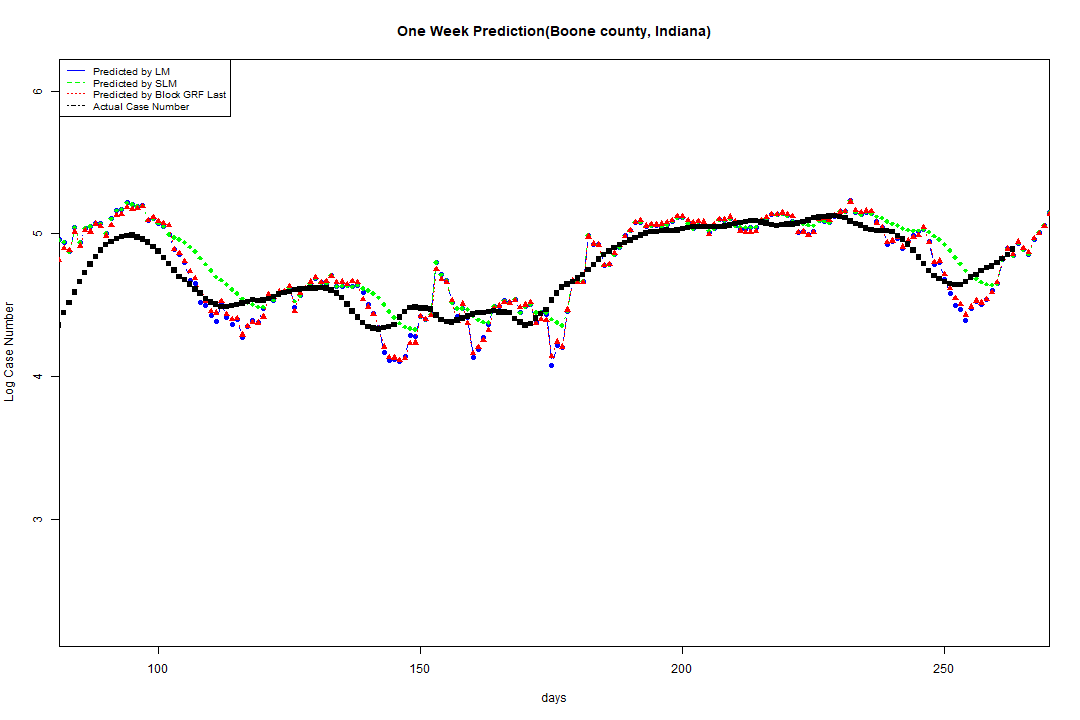 One Week Prediction(Boone county, Indiana)
Predicted by LM
Predicted by SLM
Predicted by Block GRF Last
Actual Case Number
6
5
4
3
Log Case Number
100 150 200 250
days